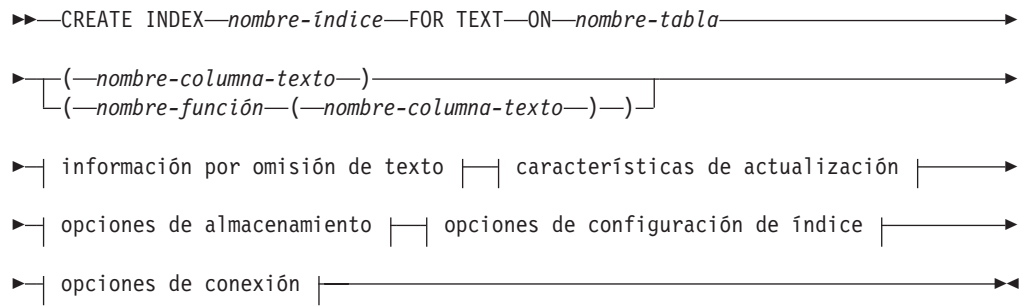 CREATE INDEX nombre-índice FOR TEXT ON nombre-tabla
( nombre-columna-texto )
( nombre-función ( nombre-columna-texto ) )
información por omisión de texto características de actualización
opciones de almacenamiento opciones de configuración de índice
opciones de conexión